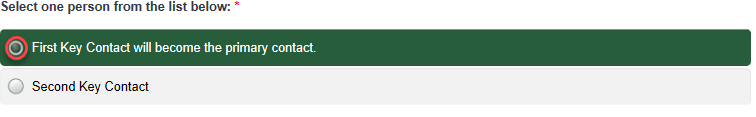 Select one person from the list below: *
First Key Contact will become the primary contact.
Second Key Contact